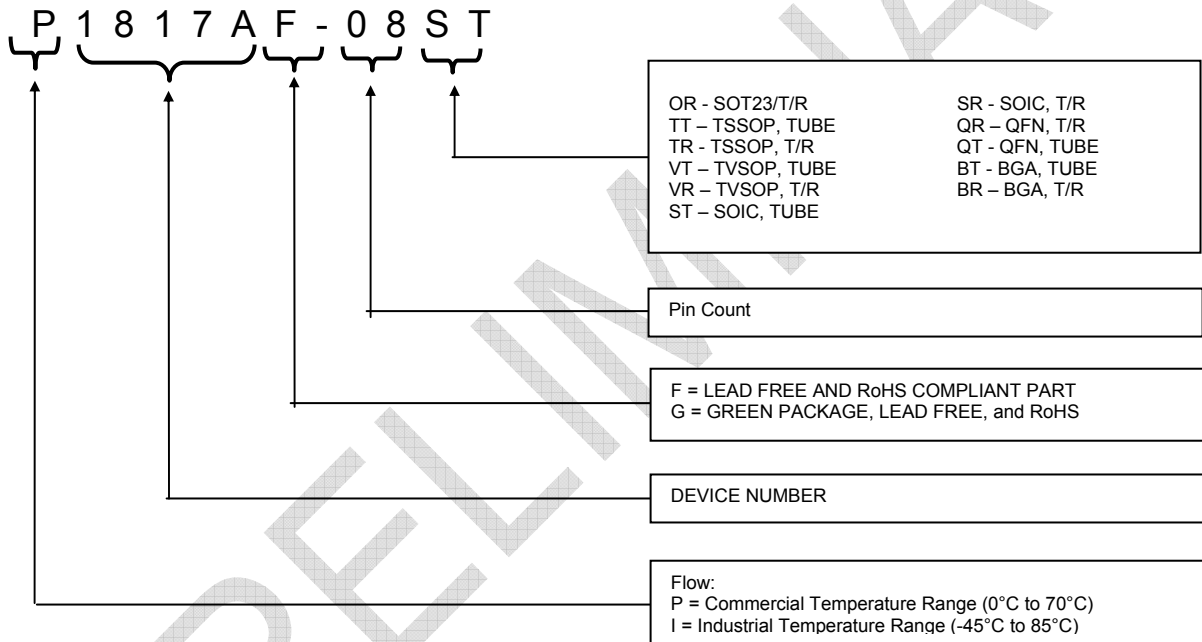 P 1 8 1 7 A F - 0 8 S T
OR - SOT23/T/R
TT – TSSOP, TUBE
TR - TSSOP, T/R
VT – TVSOP, TUBE
VR – TVSOP, T/R
ST – SOIC, TUBE
SR - SOIC, T/R
QR – QFN, T/R
QT - QFN, TUBE
BT - BGA, TUBE
BR – BGA, T/R
Pin Count
F = LEAD FREE AND RoHS COMPLIANT PART
G = GREEN PACKAGE, LEAD FREE, and RoHS
DEVICE NUMBER
Flow:
P = Commercial Temperature Range (0°C to 70°C)
I = Industrial Temperature Range (-45°C to 85°C)